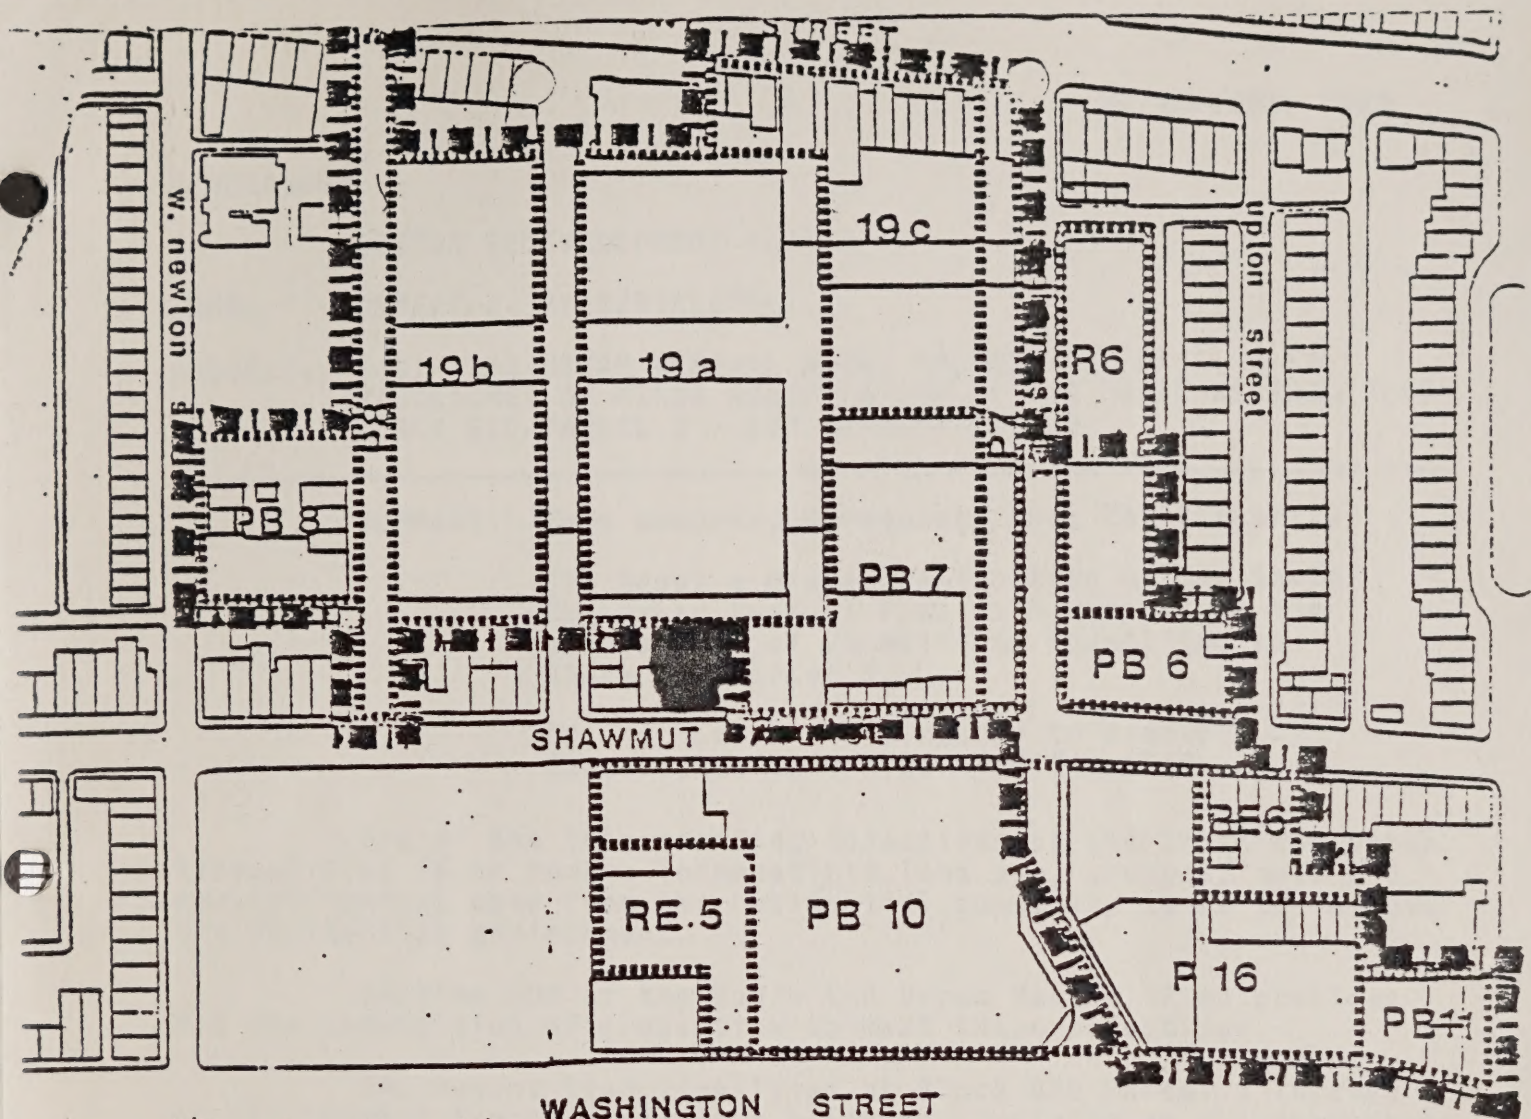 STREET
W. newton
upton street
19c
19b
19a
R6
PB 8
PB 7
PB 6
SHAWMUT
RE.5
PB 10
RE6
P 16
WASHINGTON STREET